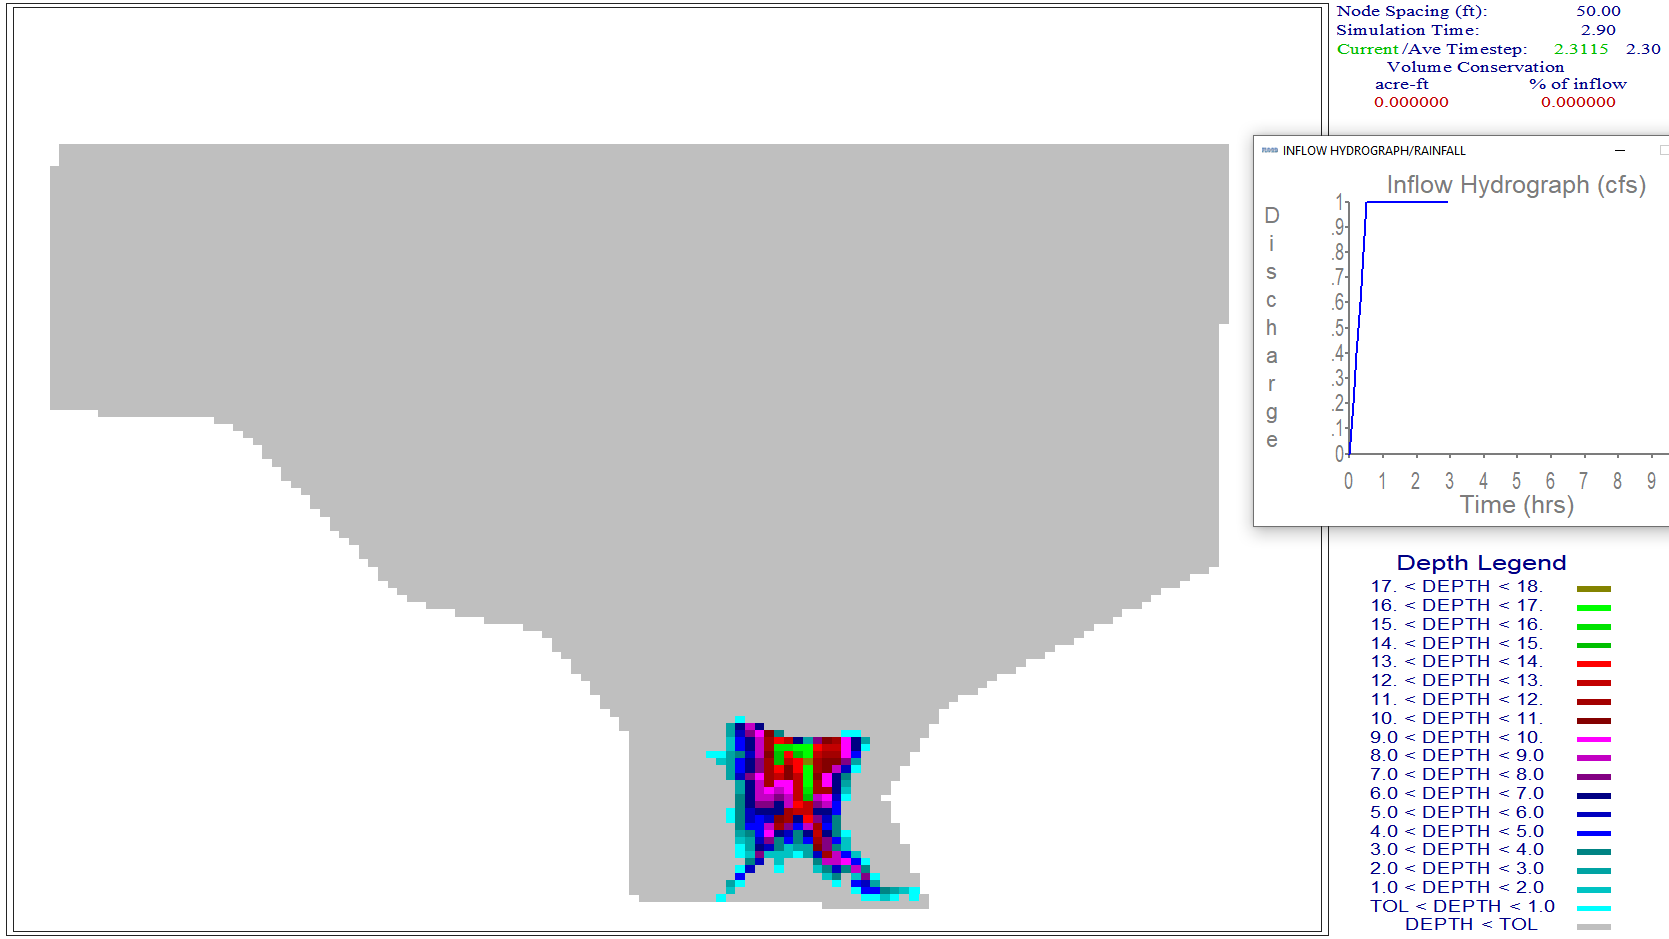 Node Spacing (ft): 50.00
Simulation Time: 2.90
Current /Ave Timestep: 2.3115 2.30
Volume Conservation
acre-ft % of inflow
0.000000 0.000000
INFLOW HYDROGRAPH/RAINFALL
Inflow Hydrograph (cfs)
Discharge
1
.9
.8
.7
.6
.5
.4
.3
.2
.1
0
0 1 2 3 4 5 6 7 8 9
Time (hrs)
Depth Legend
17. < DEPTH < 18.
16. < DEPTH < 17.
15. < DEPTH < 16.
14. < DEPTH < 15.
13. < DEPTH < 14.
12. < DEPTH < 13.
11. < DEPTH < 12.
10. < DEPTH < 11.
9.0 < DEPTH < 10.
8.0 < DEPTH < 9.0
7.0 < DEPTH < 8.0
6.0 < DEPTH < 7.0
5.0 < DEPTH < 6.0
4.0 < DEPTH < 5.0
3.0 < DEPTH < 4.0
2.0 < DEPTH < 3.0
1.0 < DEPTH < 2.0
TOL < DEPTH < 1.0
DEPTH < TOL